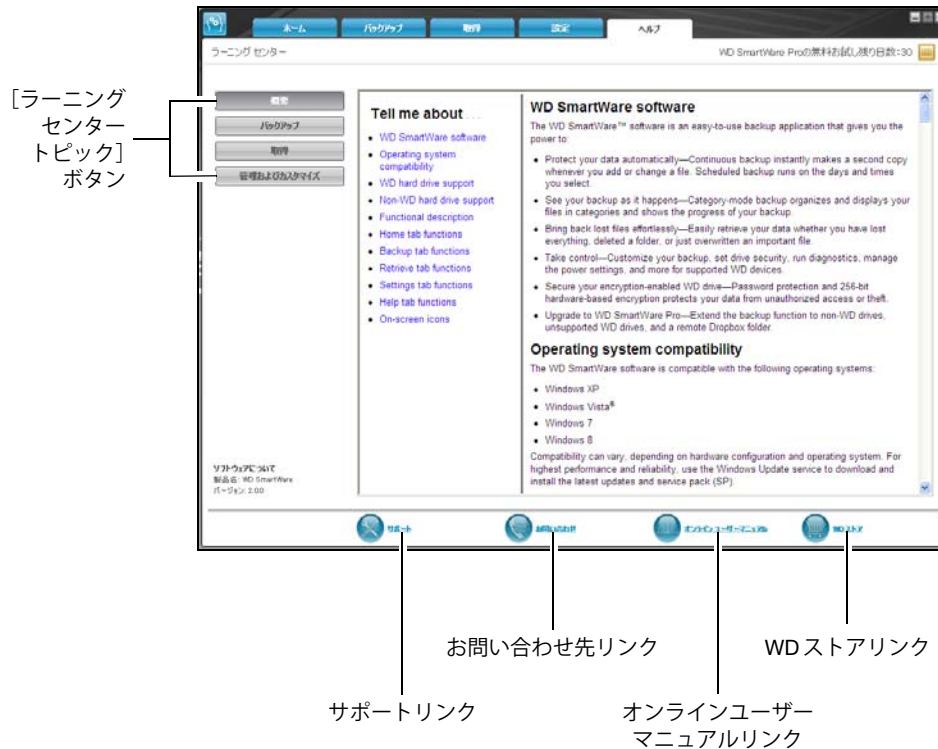 ホーム
バックアップ
取得
設定
ヘルプ
ラーニング センター
WD SmartWare Proの無料お試し残り日数:30
[ラーニング
センター
トピック]
ボタン
概要
バックアップ
取得
管理およびカスタマイズ
Tell me about . . .
• WD SmartWare software
• Operating system
compatibility
• WD hard drive support
• Non-WD hard drive support
• Functional description
• Home tab functions
• Backup tab functions
• Retrieve tab functions
• Settings tab functions
• Help tab functions
• On-screen icons
WD SmartWare software
The WD SmartWare™ software is an easy-to-use backup application that gives you the
power to:
• Protect your data automatically—Continuous backup instantly makes a second copy
whenever you add or change a file. Scheduled backup runs on the days and times
you select.
• See your backup as it happens—Category-mode backup organizes and displays your
files in categories and shows the progress of your backup.
• Bring back lost files effortlessly—Easily retrieve your data whether you have lost
everything, deleted a folder, or just overwritten an important file.
• Take control—Customize your backup, set drive security, run diagnostics, manage
the power settings, and more for supported WD devices.
• Secure your encryption-enabled WD drive—Password protection and 256-bit
hardware-based encryption protects your data from unauthorized access or theft.
• Upgrade to WD SmartWare Pro—Extend the backup function to non-WD drives,
unsupported WD drives, and a remote Dropbox folder.
Operating system compatibility
The WD SmartWare software is compatible with the following operating systems:
• Windows XP
• Windows Vista®
• Windows 7
• Windows 8
Compatibility can vary, depending on hardware configuration and operating system. For
highest performance and reliability, use the Windows Update service to download and
install the latest updates and service pack (SP).
ソフトウェアについて
製品名: WD SmartWare
バージョン: 2.0.0
サポート
お問い合わせ
オンライン ユーザーマニュアル
WD ストア
お問い合わせ先リンク
WD ストアリンク
サポートリンク
オンラインユーザー
マニュアルリンク